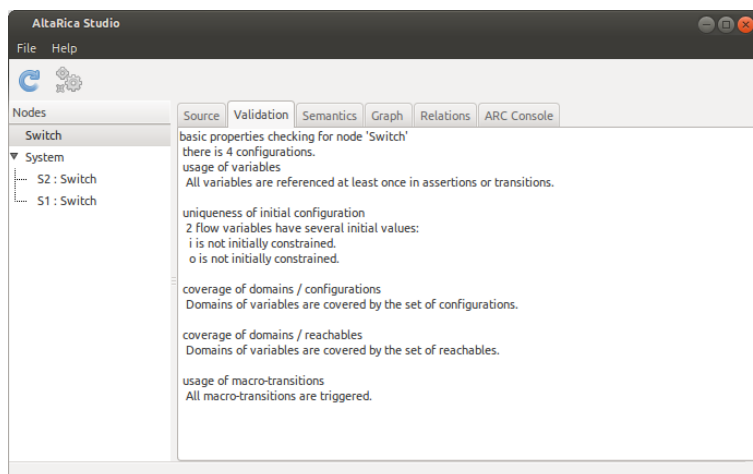 AltaRica Studio
File Help
Nodes
Switch
System
S2 : Switch
S1 : Switch
Source Validation Semantics Graph Relations ARC Console
basic properties checking for node 'Switch'
there is 4 configurations.
usage of variables
All variables are referenced at least once in assertions or transitions.
uniqueness of initial configuration
2 flow variables have several initial values:
i is not initially constrained.
o is not initially constrained.
coverage of domains / configurations
Domains of variables are covered by the set of configurations.
coverage of domains / reachables
Domains of variables are covered by the set of reachables.
usage of macro-transitions
All macro-transitions are triggered.